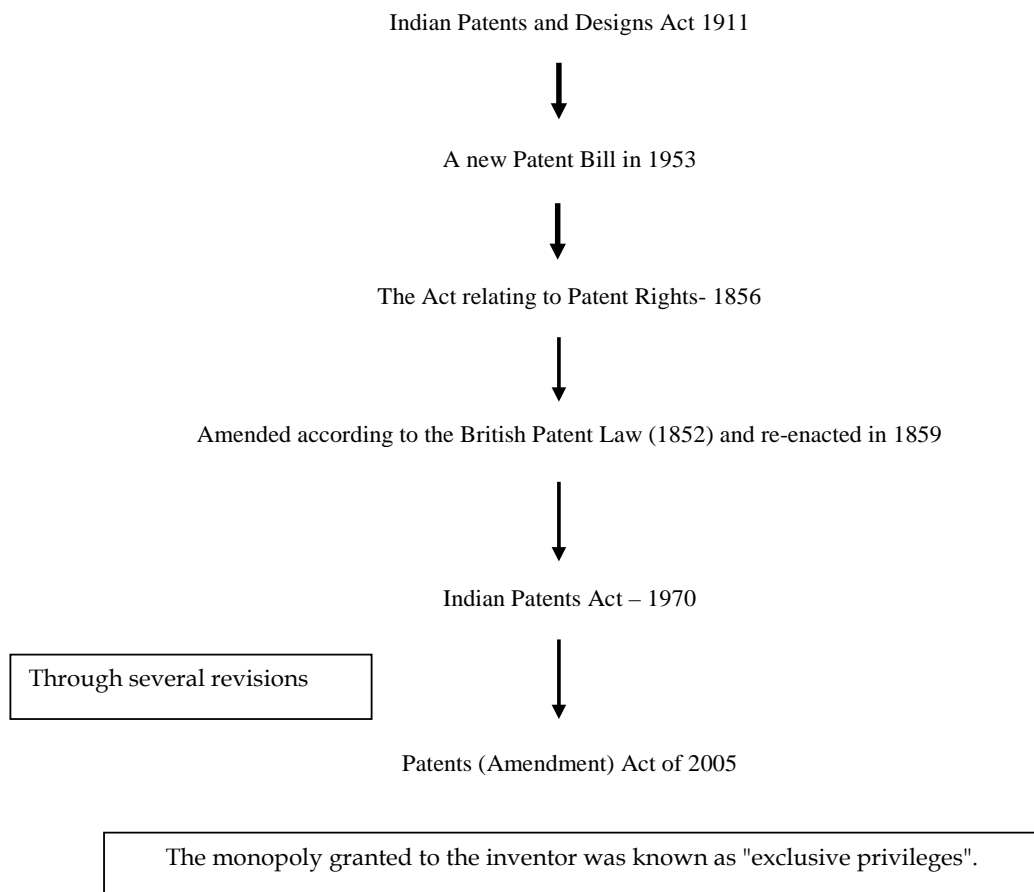 Indian Patents and Designs Act 1911
A new Patent Bill in 1953
The Act relating to Patent Rights- 1856
Amended according to the British Patent Law (1852) and re-enacted in 1859
Indian Patents Act – 1970
Through several revisions
Patents (Amendment) Act of 2005
The monopoly granted to the inventor was known as "exclusive privileges".